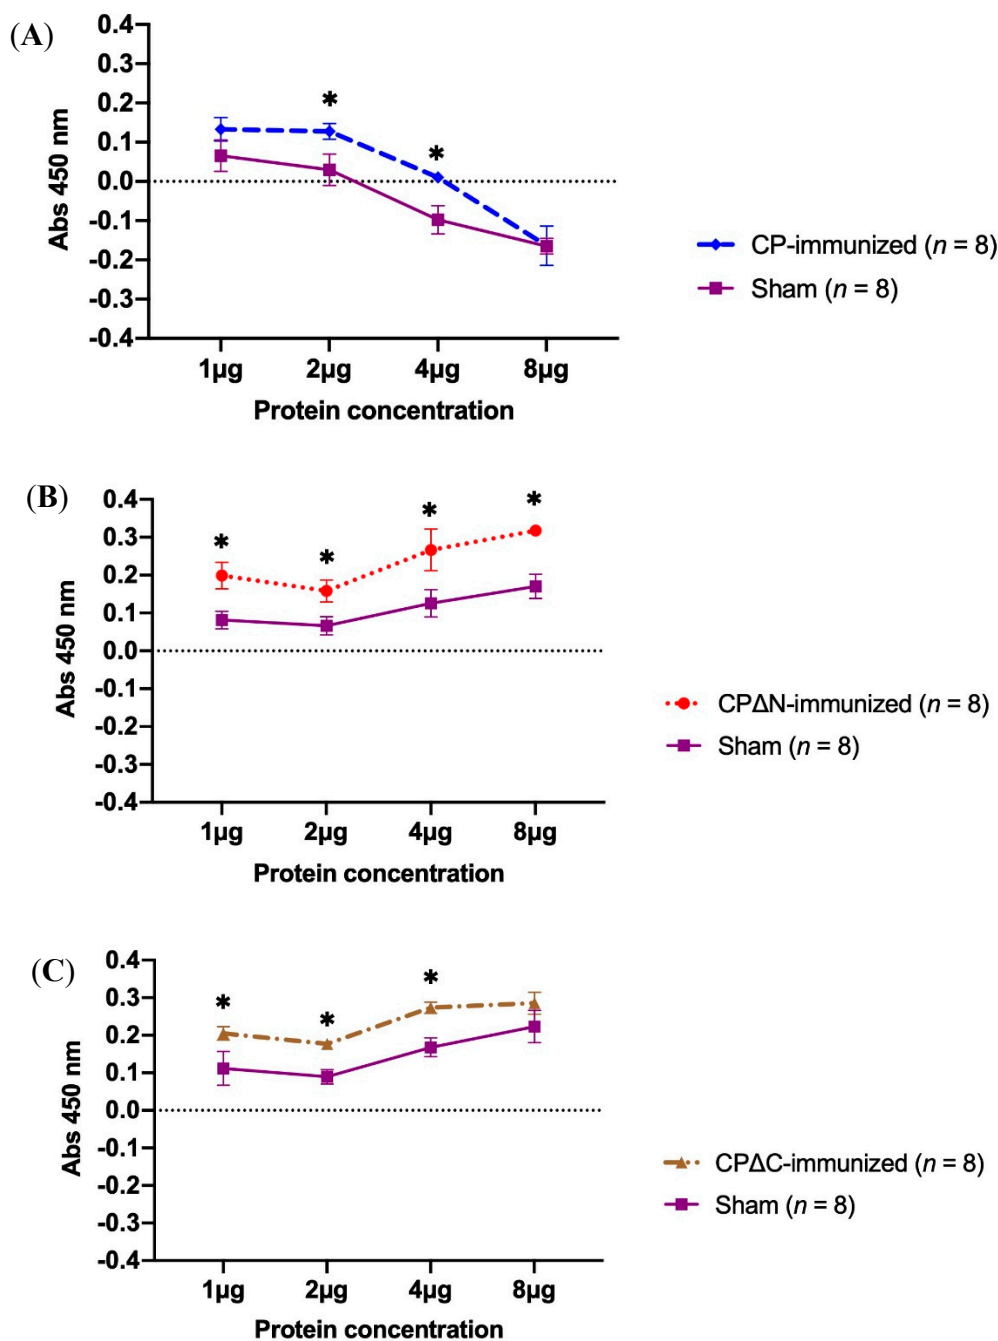 (A)
Abs 450 nm
0.4
0.3
0.2
0.1
0.0
-0.1
-0.2
-0.3
-0.4
*
*
1µg 2µg 4µg 8µg
Protein concentration
CP-immunized (n = 8)
Sham (n = 8)
(B)
Abs 450 nm
0.4
0.3
0.2
0.1
0.0
-0.1
-0.2
-0.3
-0.4
* * * *
1µg 2µg 4µg 8µg
Protein concentration
CPΔN-immunized (n = 8)
Sham (n = 8)
(C)
Abs 450 nm
0.4
0.3
0.2
0.1
0.0
-0.1
-0.2
-0.3
-0.4
* * *
1µg 2µg 4µg 8µg
Protein concentration
CPΔC-immunized (n = 8)
Sham (n = 8)